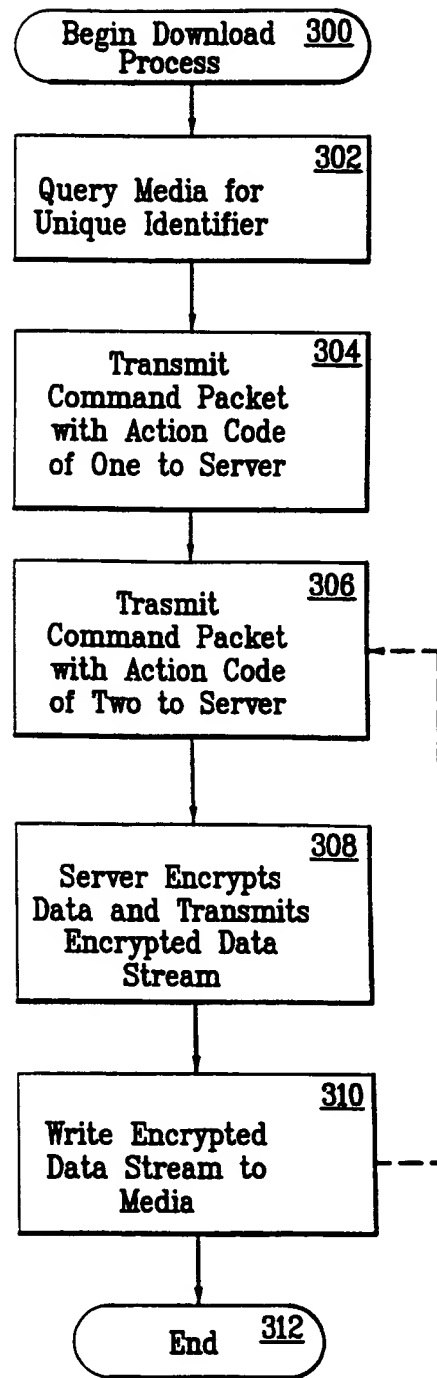 Begin Download 300
Process
302
Query Media for
Unique Identifier
304
Transmit
Command Packet
with Action Code
of One to Server
306
Trasmit
Command Packet
with Action Code
of Two to Server
308
Server Encrypts
Data and Transmits
Encrypted Data
Stream
310
Write Encrypted
Data Stream to
Media
End 312